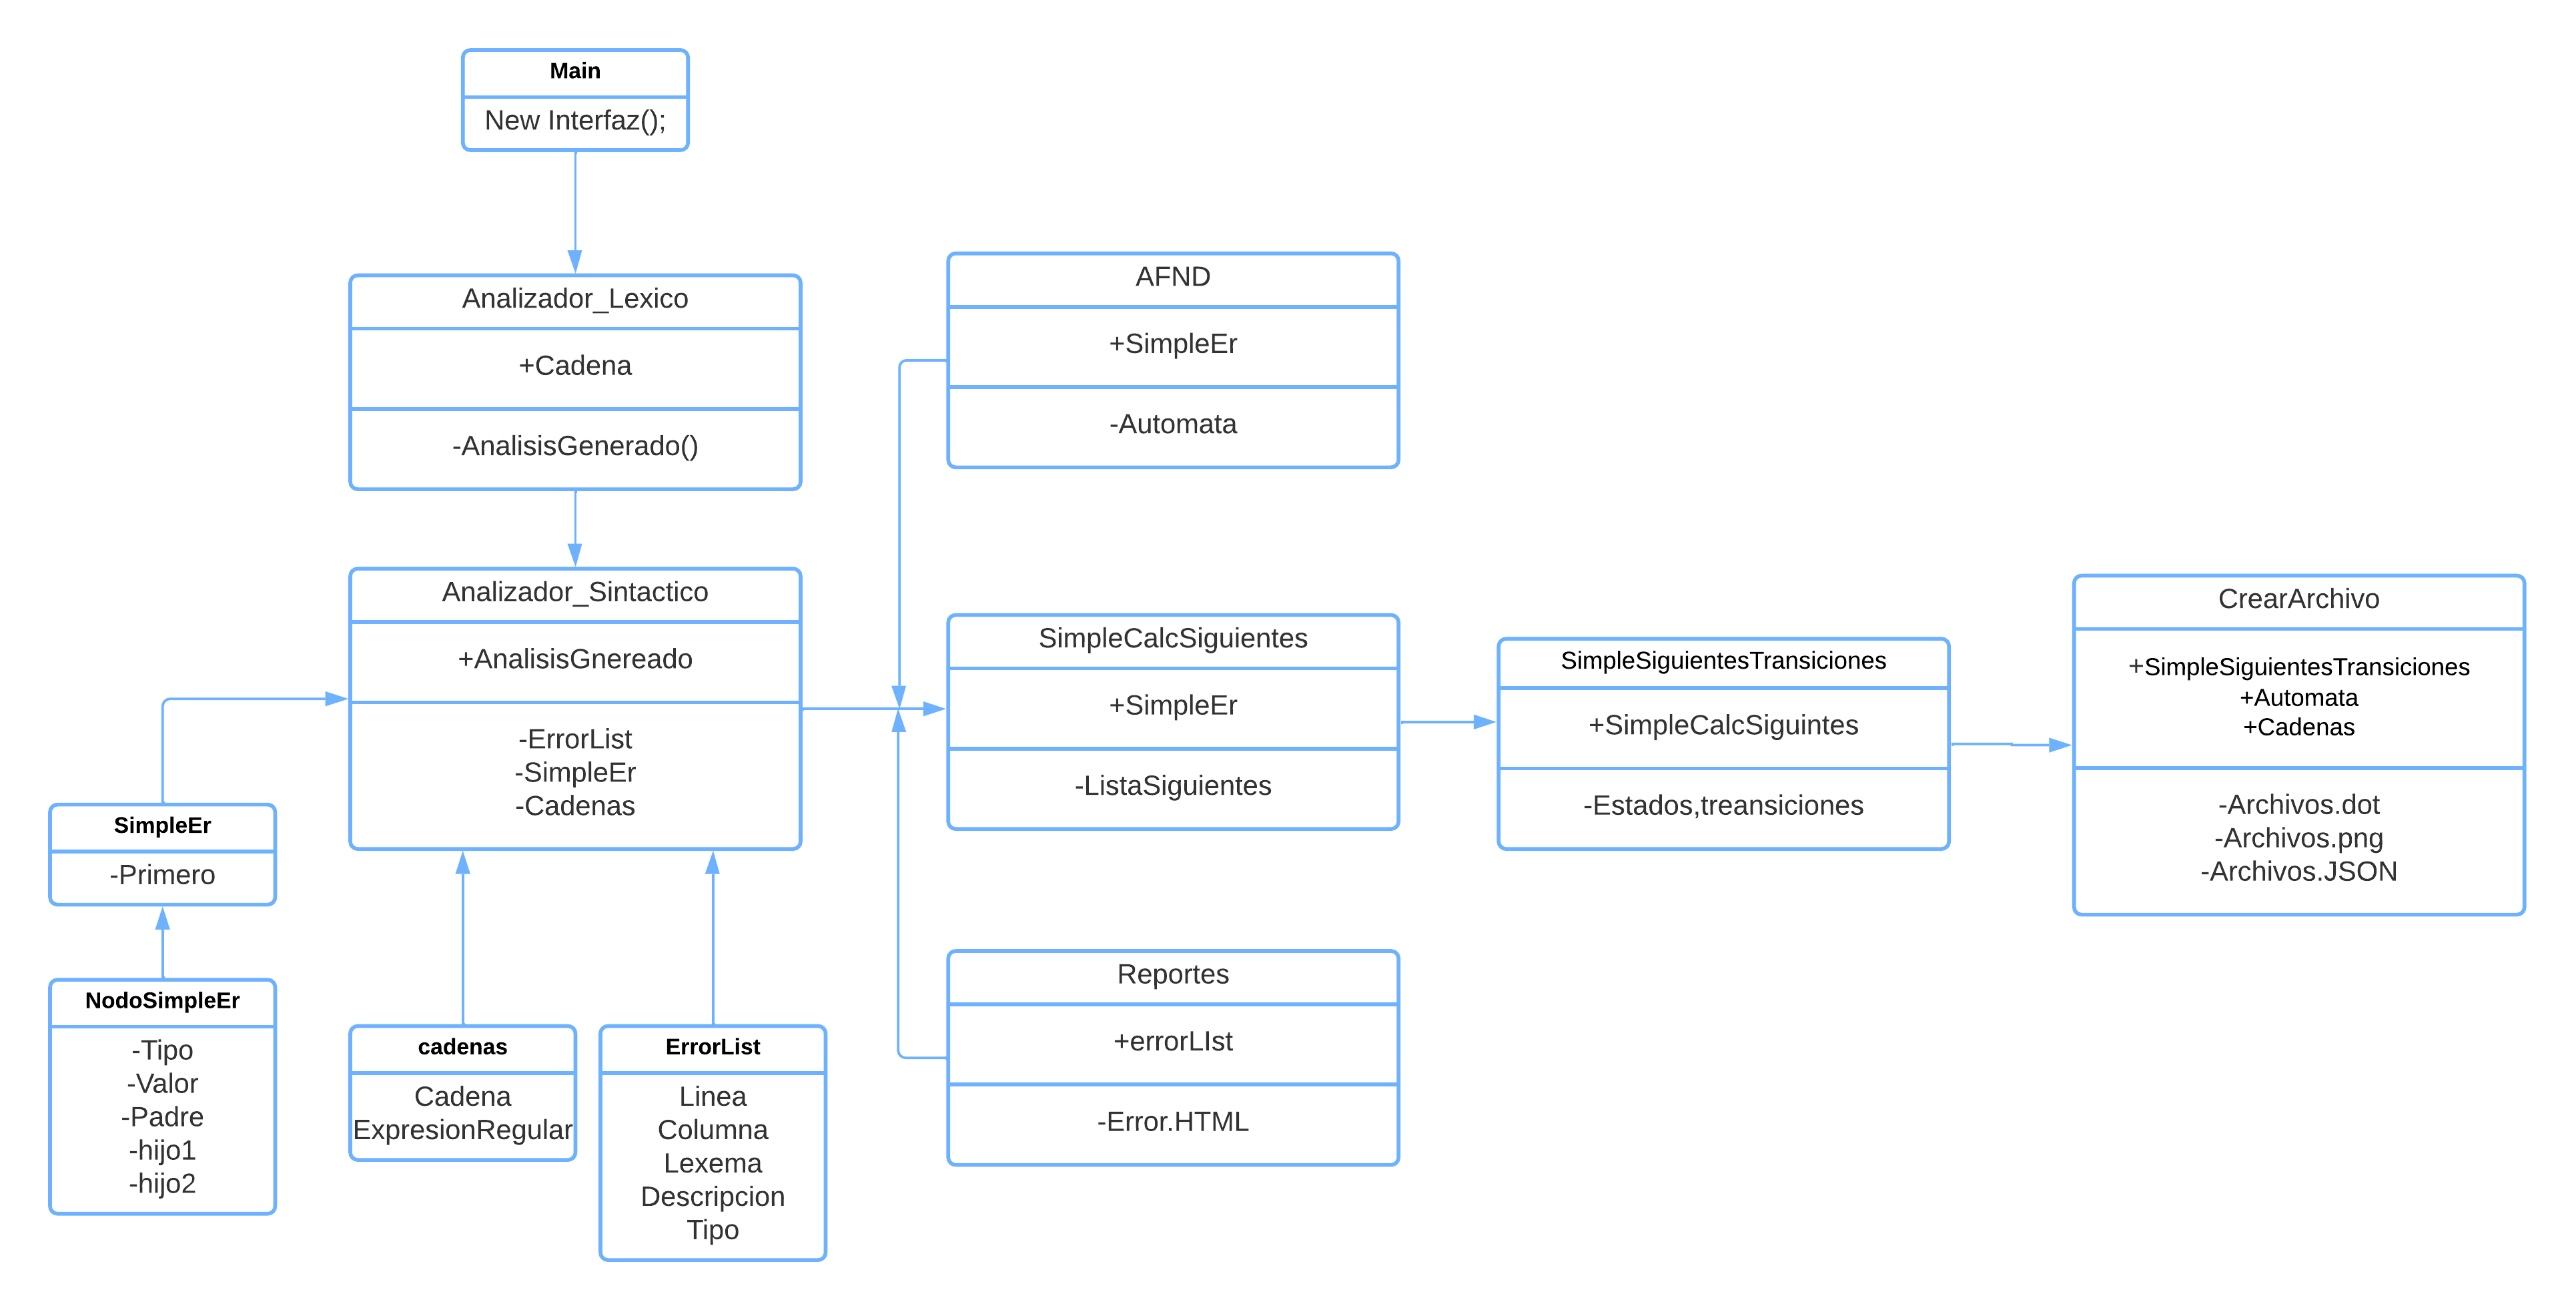 Main
New Interfaz();
Analizador_Lexico
+Cadena
-AnalisisGenerado()
Analizador_Sintactico
+AnalisisGnereado
-ErrorList
-SimpleEr
-Cadenas
SimpleEr
-Primero
NodoSimpleEr
-Tipo
-Valor
-Padre
-hijo1
-hijo2
cadenas
Cadena
ExpresionRegular
ErrorList
Linea
Columna
Lexema
Descripcion
Tipo
AFND
+SimpleEr
-Automata
SimpleCalcSiguientes
+SimpleEr
-ListaSiguientes
Reportes
+errorLIst
-Error.HTML
SimpleSiguientesTransiciones
+SimpleCalcSiguintes
-Estados,treansiciones
CrearArchivo
+SimpleSiguientesTransiciones
+Automata
+Cadenas
-Archivos.dot
-Archivos.png
-Archivos.JSON